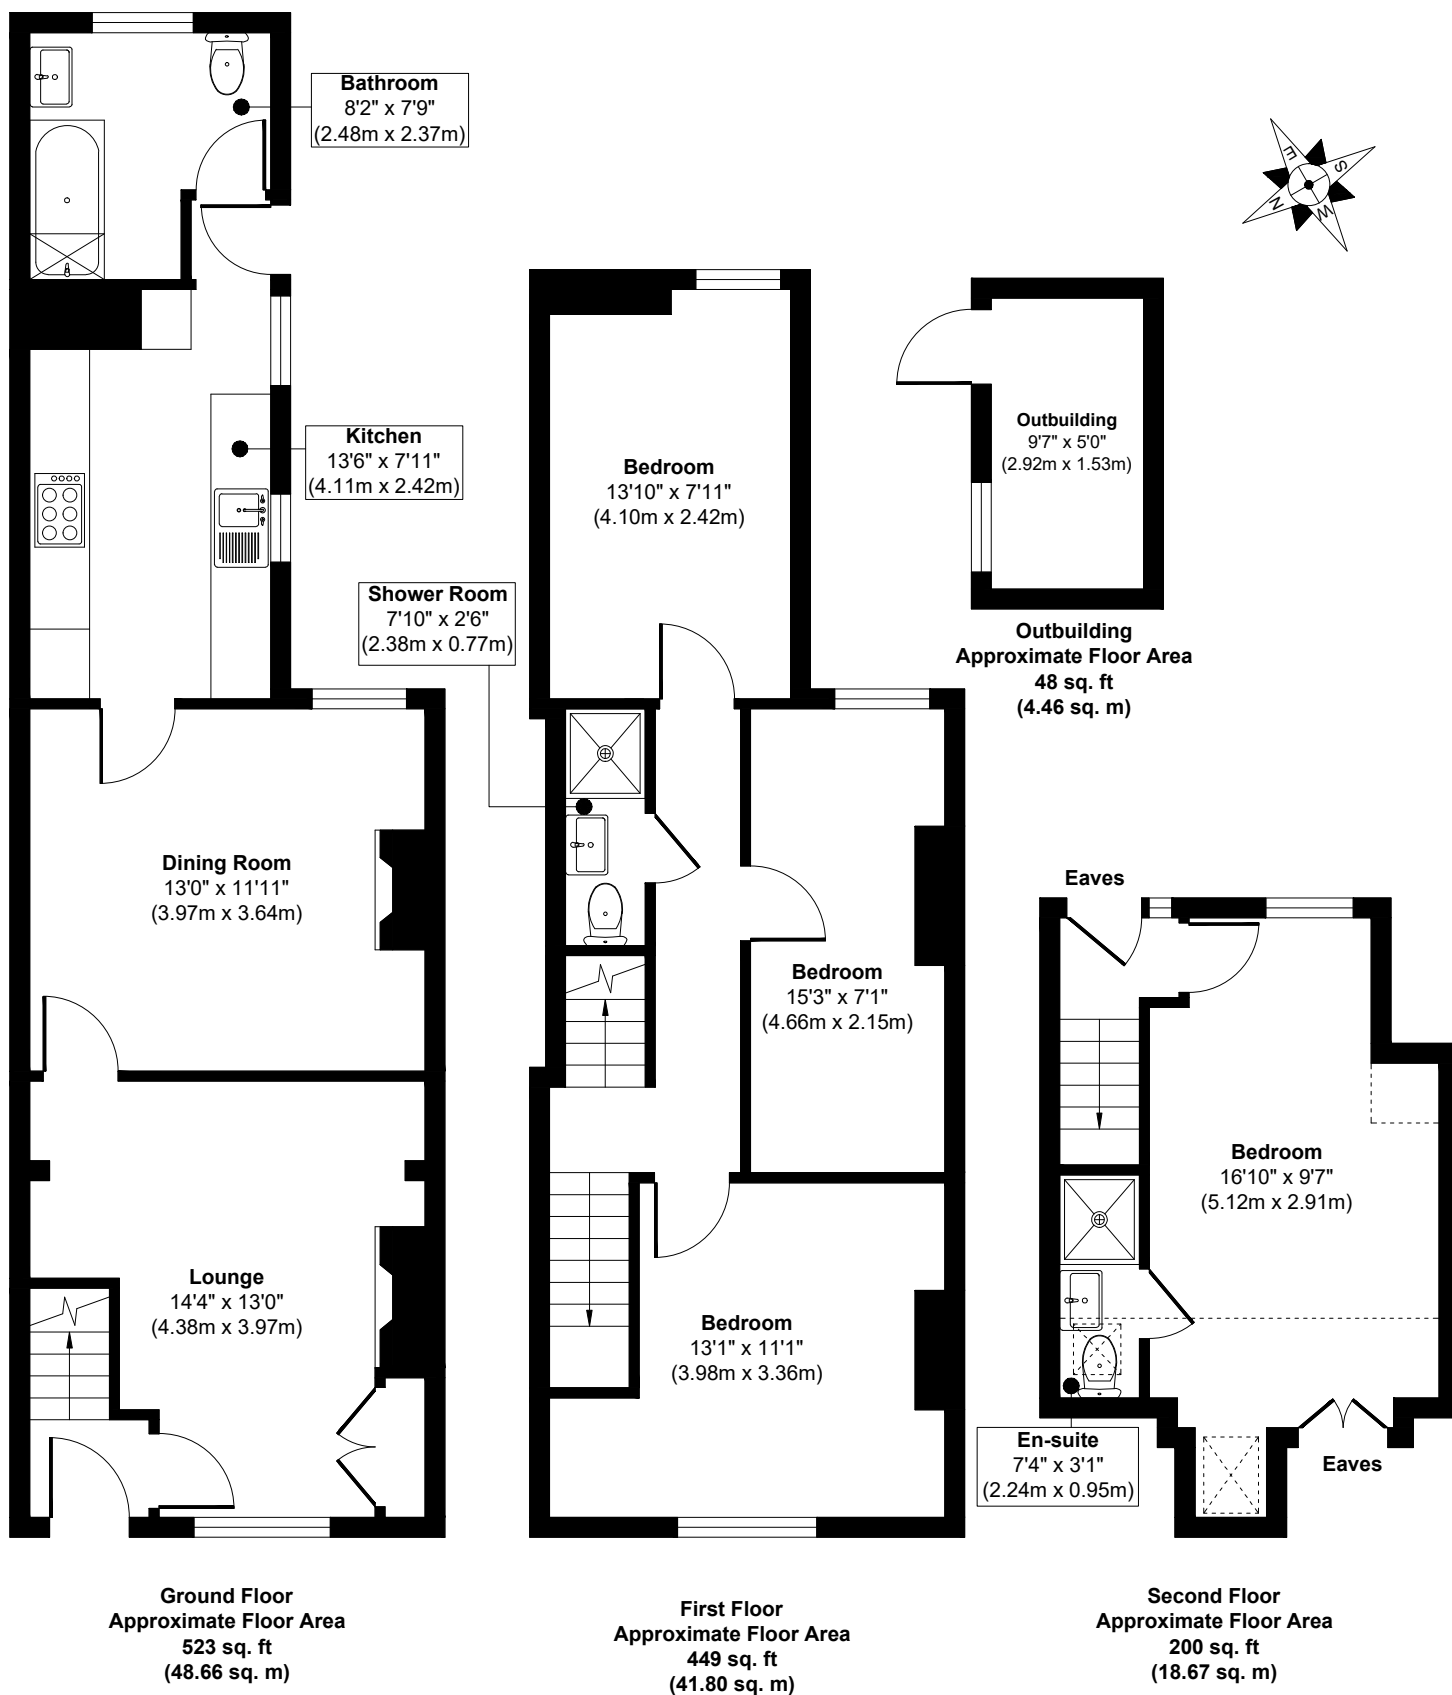 Bathroom
8'2" x 7'9"
(2.48m x 2.37m)
E
S
N
W
Kitchen
13'6" x 7'11"
(4.11m x 2.42m)
Bedroom
13'10" x 7'11"
(4.10m x 2.42m)
Outbuilding
9'7" x 5'0"
(2.92m x 1.53m)
Shower Room
7'10" x 2'6"
(2.38m x 0.77m)
Outbuilding
Approximate Floor Area
48 sq. ft
(4.46 sq. m)
Dining Room
13'0" x 11'11"
(3.97m x 3.64m)
Bedroom
15'3" x 7'1"
(4.66m x 2.15m)
Eaves
Bedroom
16'10" x 9'7"
(5.12m x 2.91m)
Lounge
14'4" x 13'0"
(4.38m x 3.97m)
Bedroom
13'1" x 11'1"
(3.98m x 3.36m)
En-suite
7'4" x 3'1"
(2.24m x 0.95m)
Eaves
Ground Floor
Approximate Floor Area
523 sq. ft
(48.66 sq. m)
First Floor
Approximate Floor Area
449 sq. ft
(41.80 sq. m)
Second Floor
Approximate Floor Area
200 sq. ft
(18.67 sq. m)